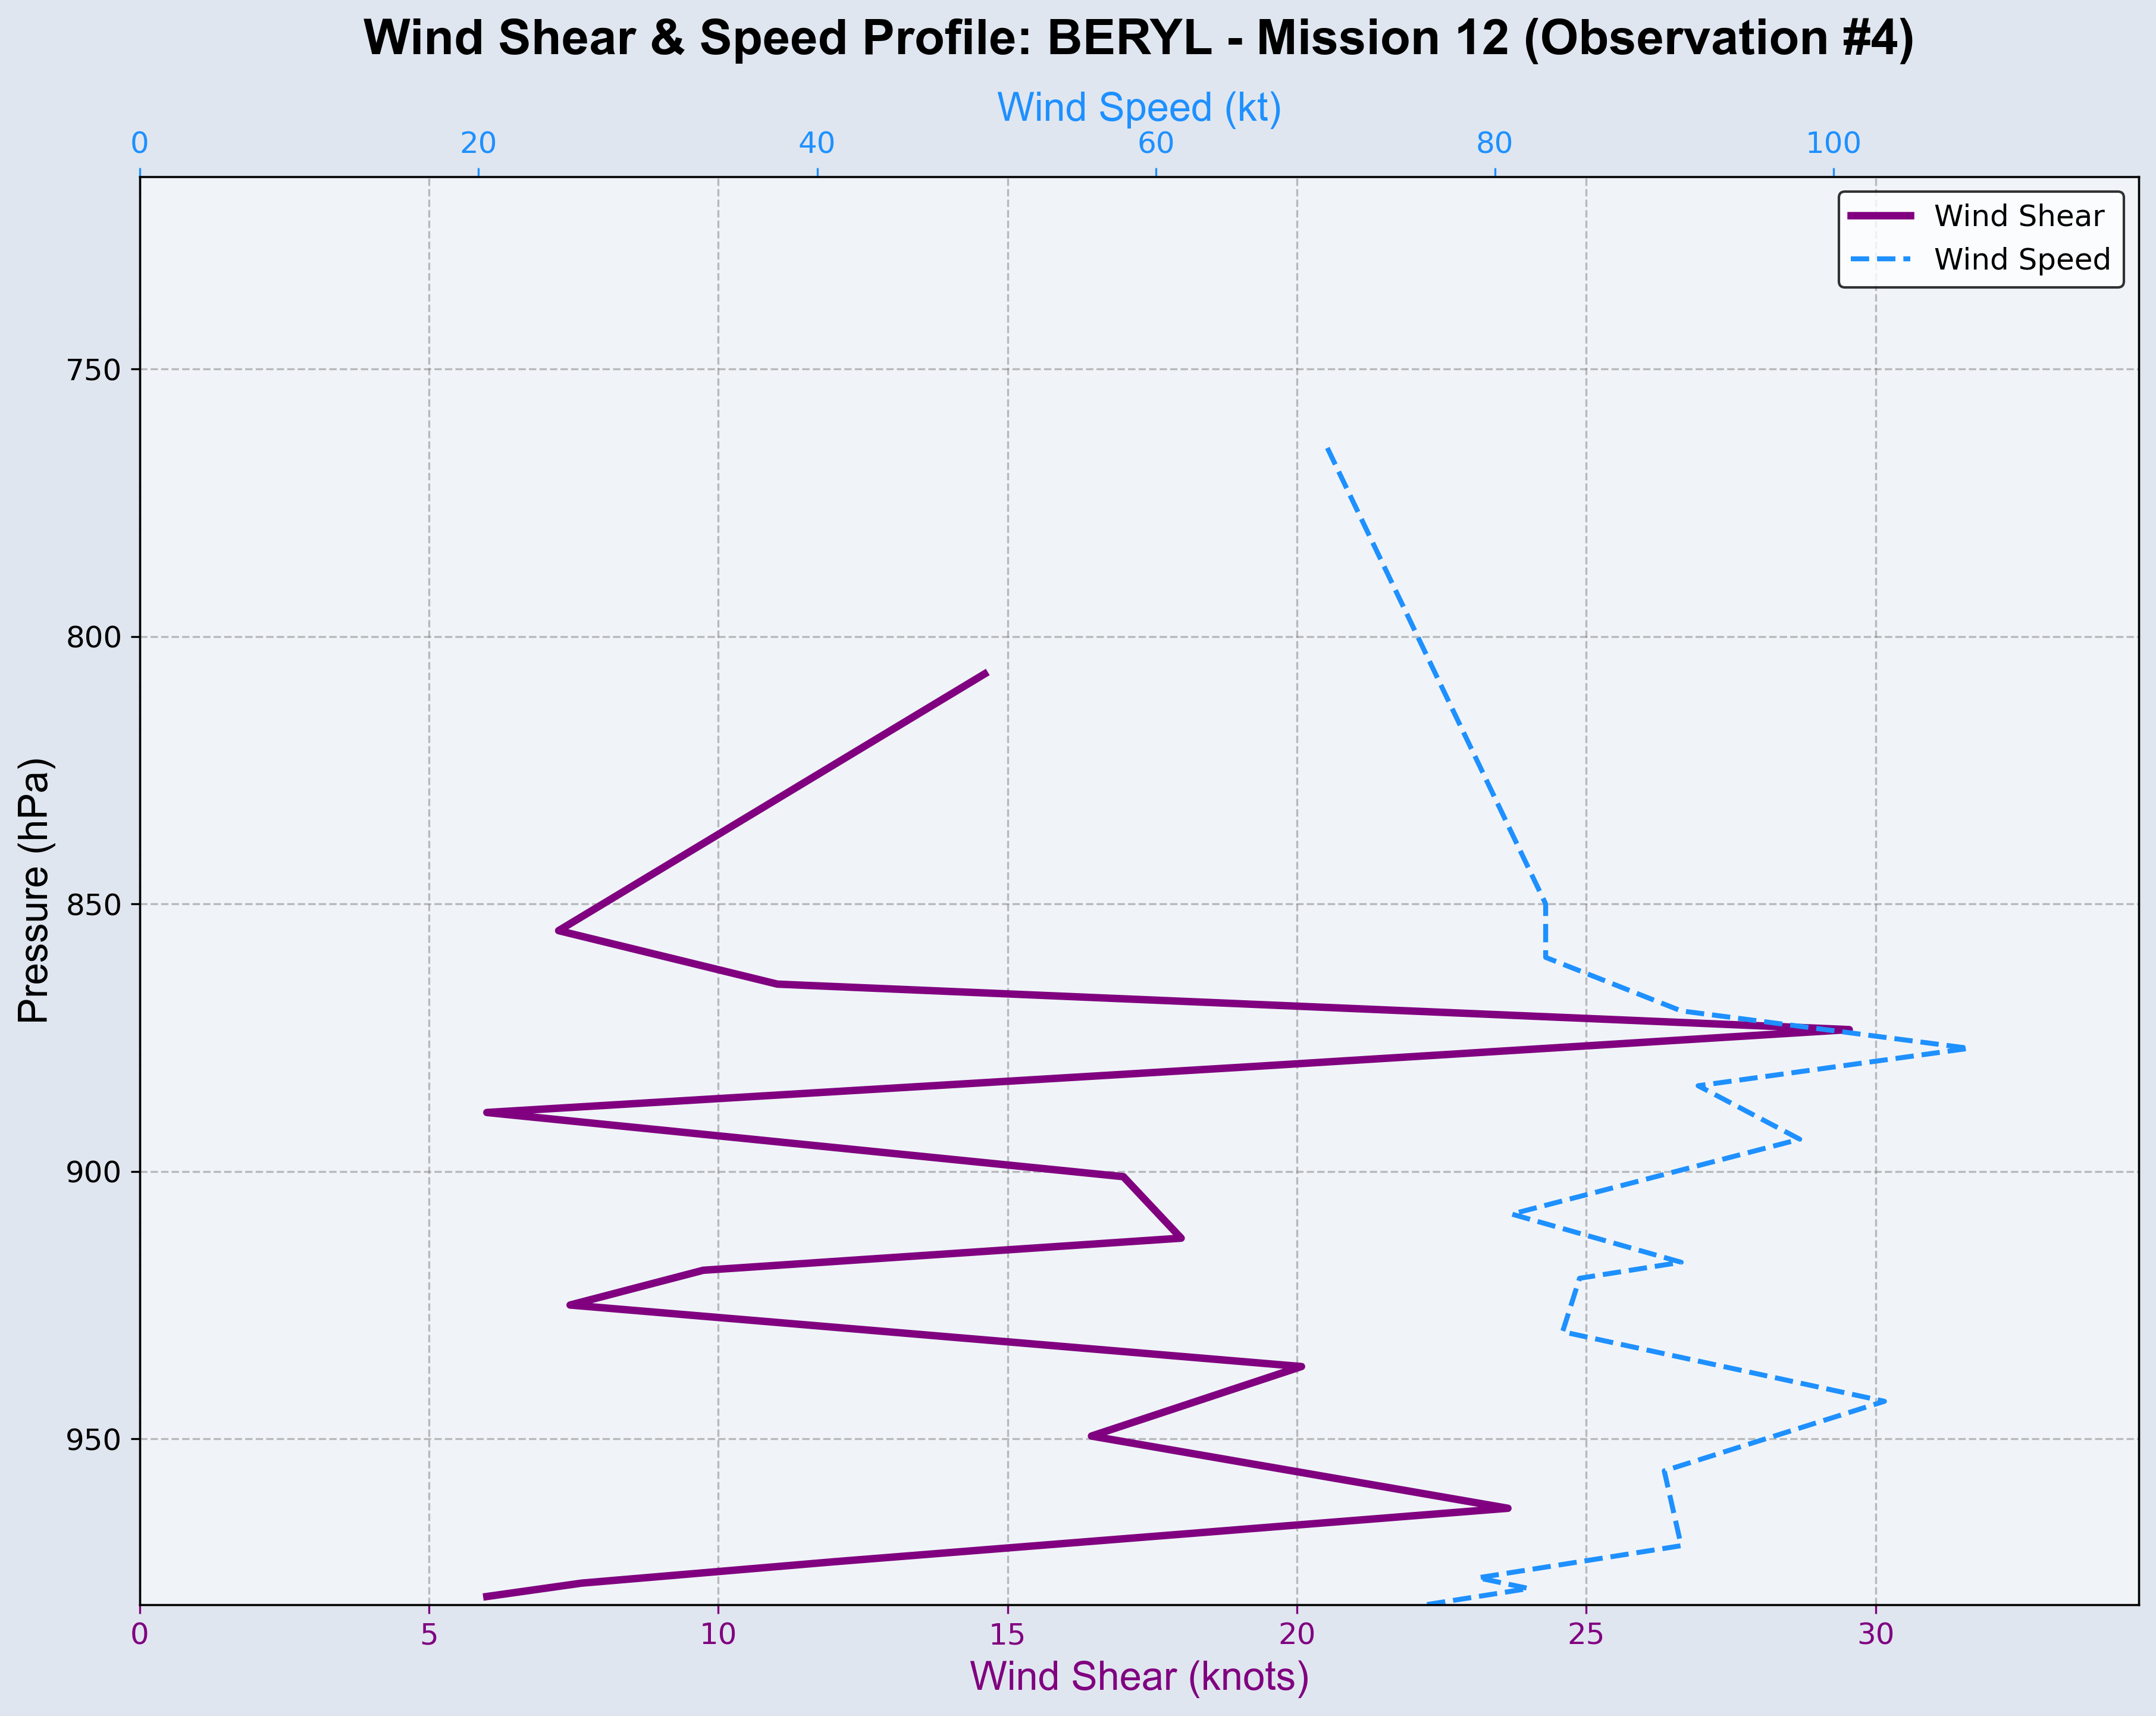 Wind Shear & Speed Profile: BERYL - Mission 12 (Observation #4)
Wind Speed (kt)
0 20 40 60 80 100
Wind Shear
Wind Speed
750
800
850
900
950
Pressure (hPa)
0 5 10 15 20 25 30
Wind Shear (knots)